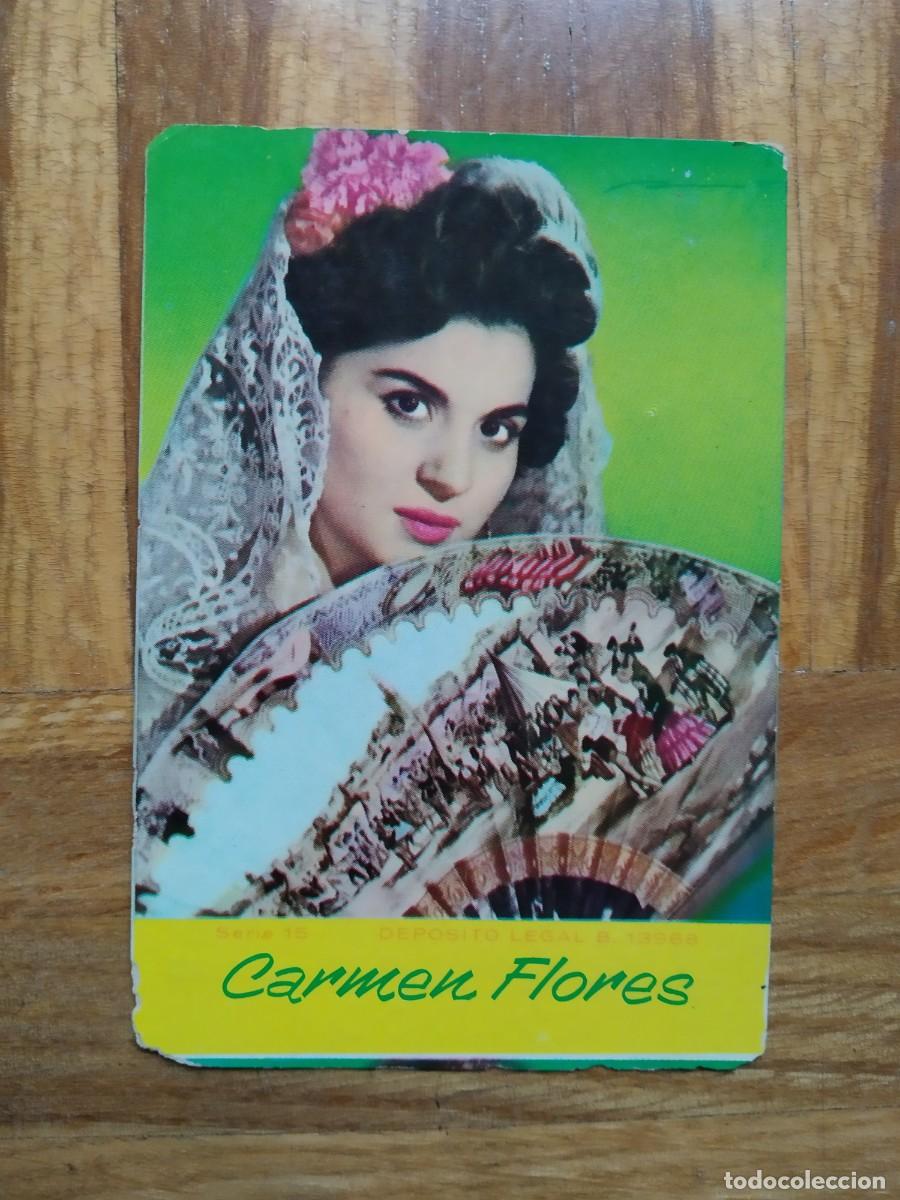 Serie 15 DEPOSITO LEGAL B. 13968
Carmen Flores
todocoleccion